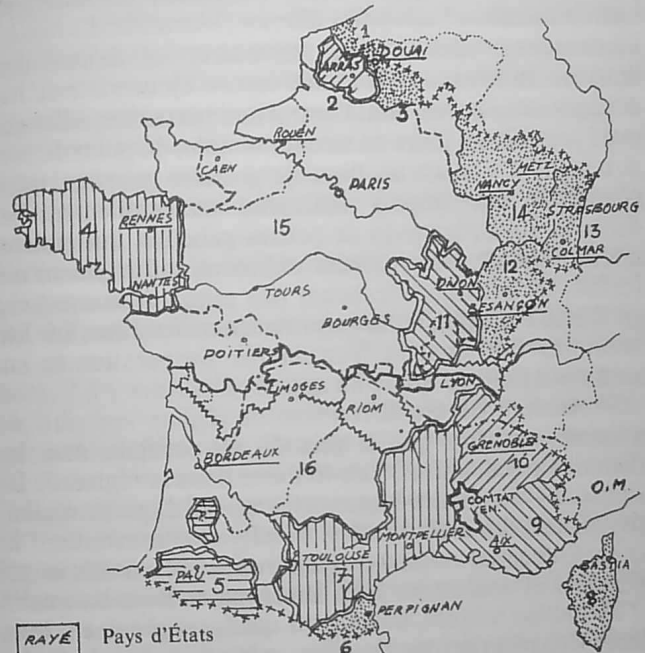 1
DOUAI
ARRAS
2
3
ROUEN
CAEN
METZ
PARIS
NANCY
14
STRASBOURG
4
RENNES
15
13
COLMAR
12
NANTES
DIJON
TOURS
BESANÇON
BOURGES
11
POITIERS
LIMOGES
LYON
RIOM
GRENOBLE
BORDEAUX
16
10
COMTAT
VEN.
O.M.
9
MONTPELLIER
AIX
TOULOUSE
BASTIA
PAU
5
7
8
PERPIGNAN
6
RAYÉ Pays d'États